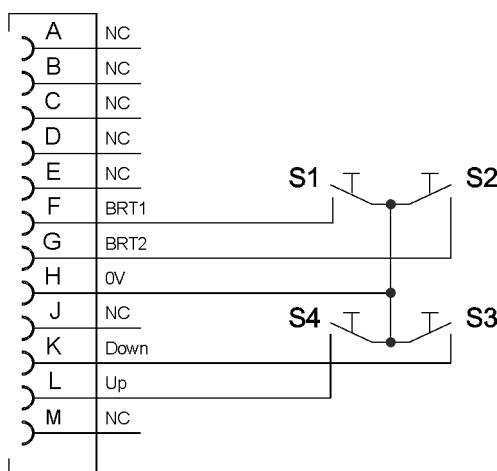 A NC
B NC
C NC
D NC
E NC
S1 S2
F BRT1
G BRT2
H 0V
J NC
S4 S3
K Down
L Up
M NC